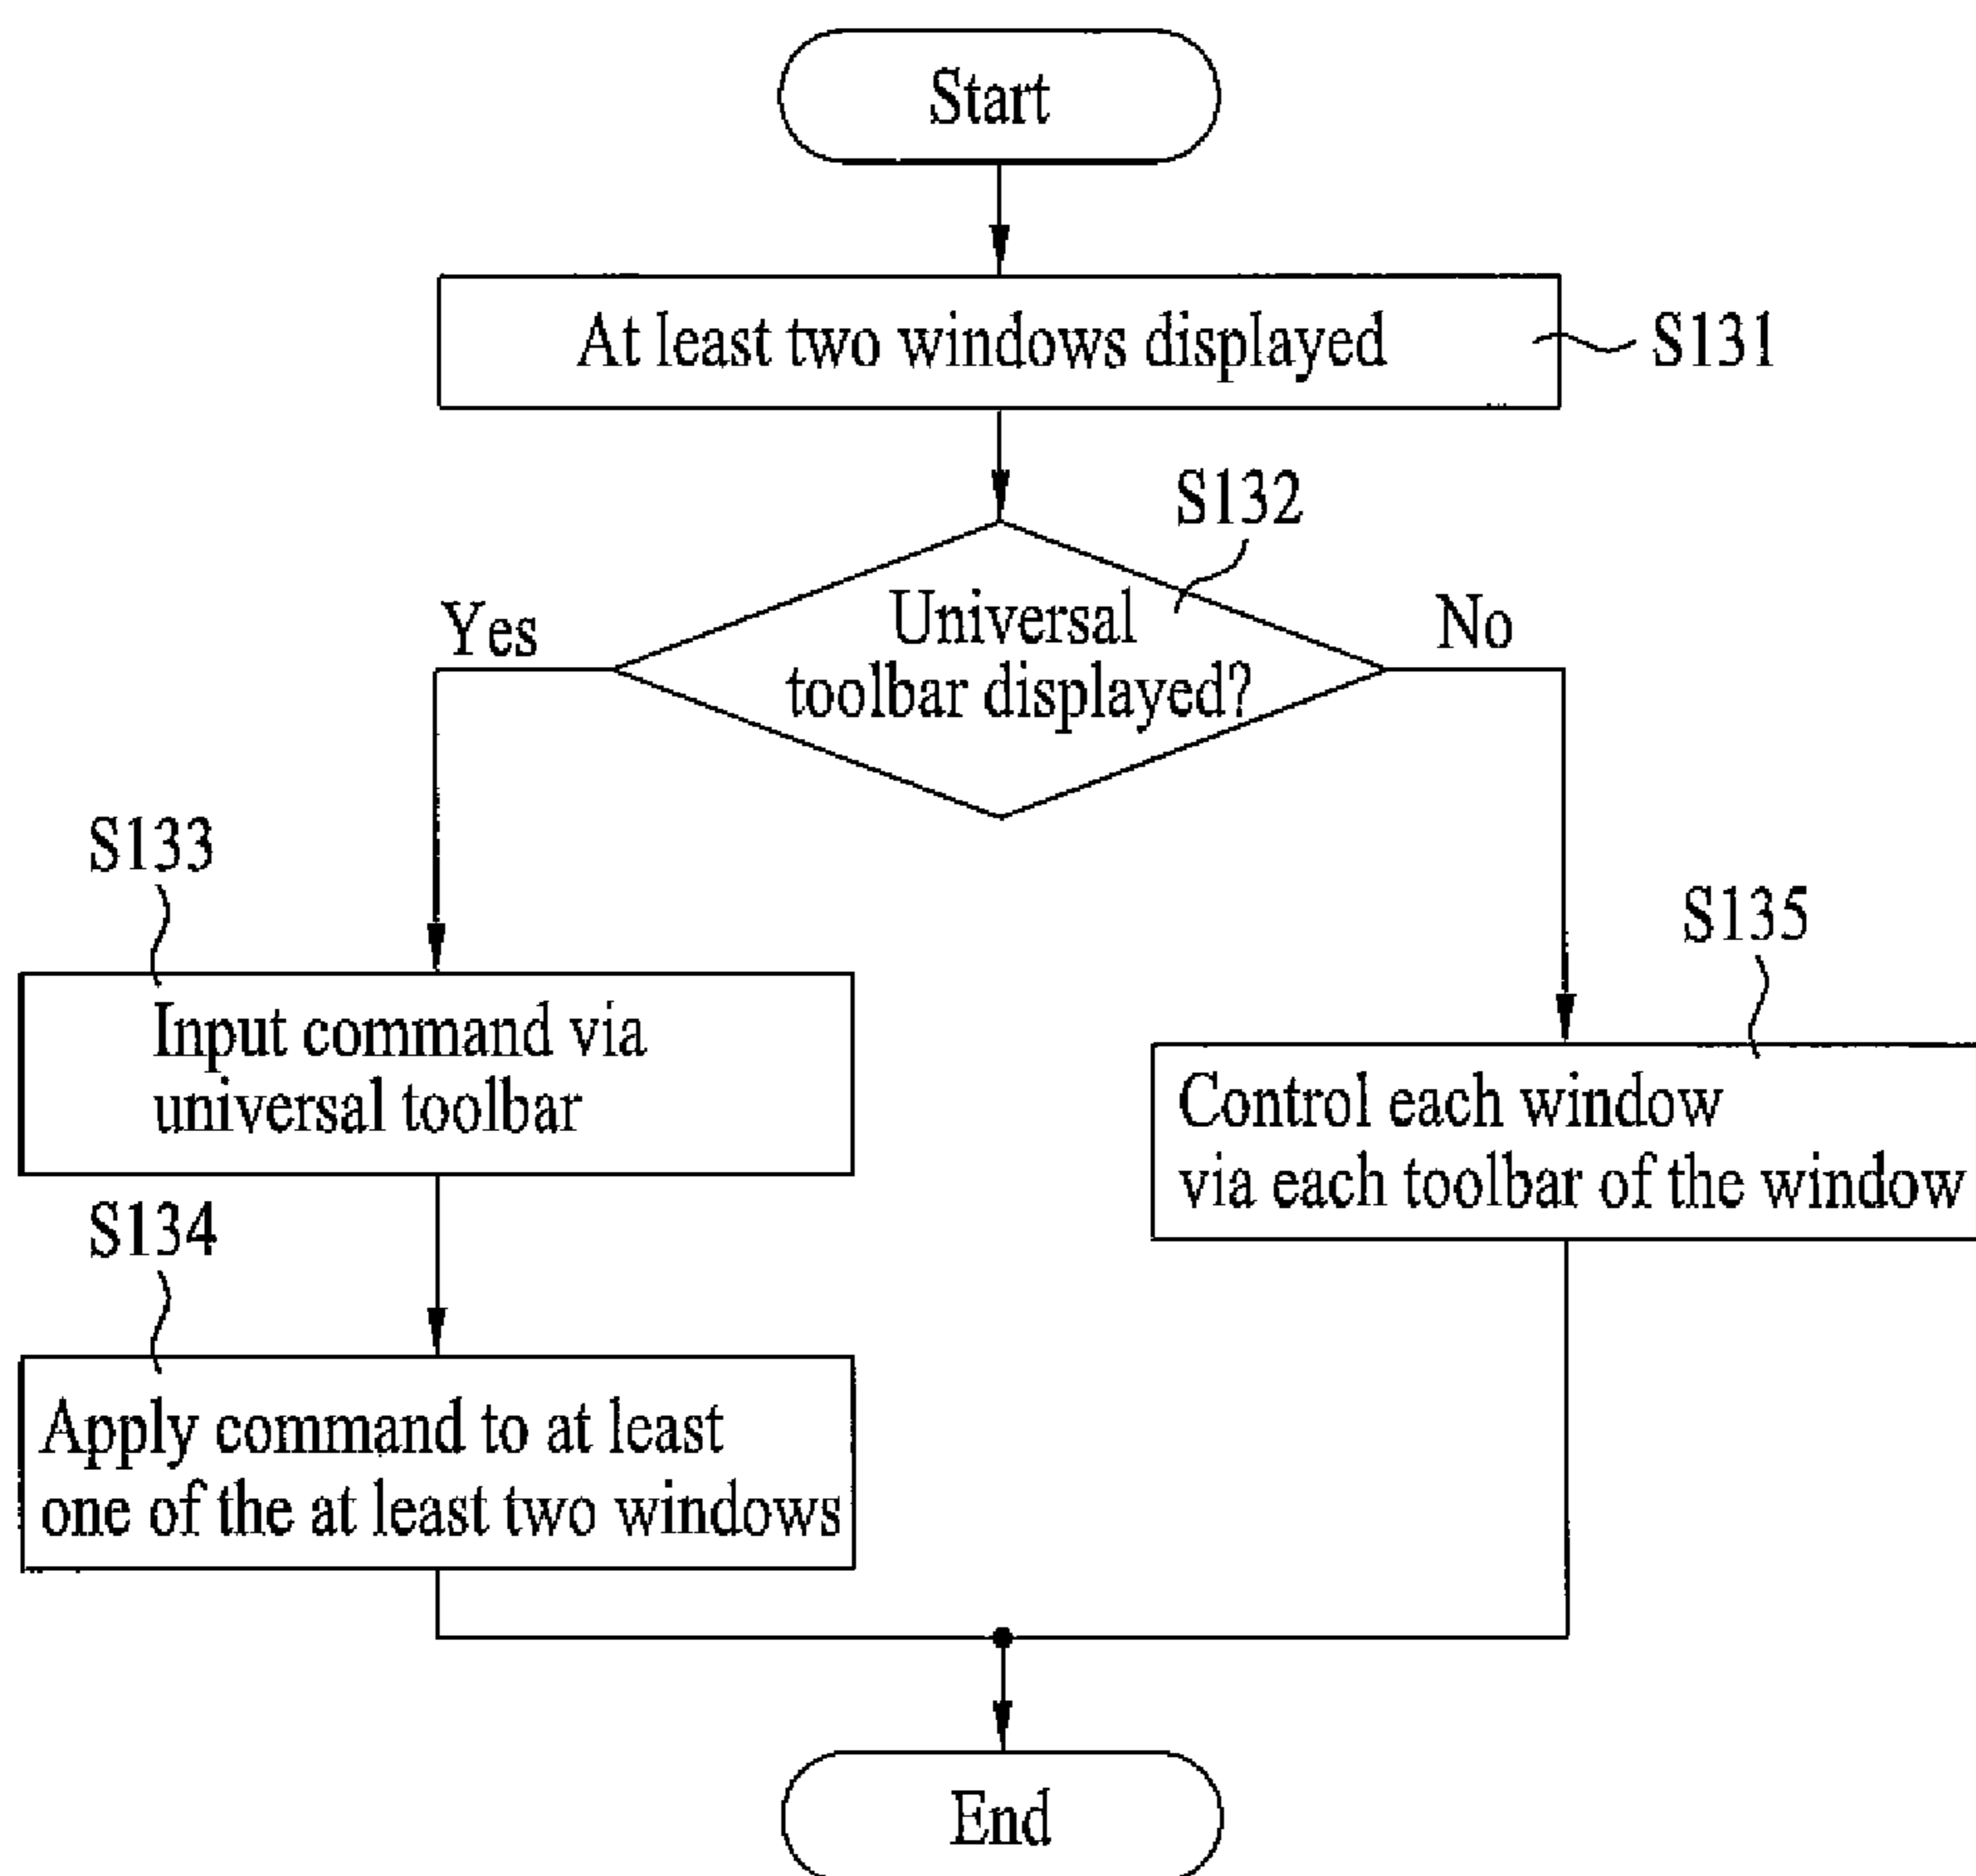 Start
At least two windows displayed
S131
S132
Universal
toolbar displayed?
Yes
No
S133
Input command via
universal toolbar
S135
Control each window
via each toolbar of the window
S134
Apply command to at least
one of the at least two windows
End